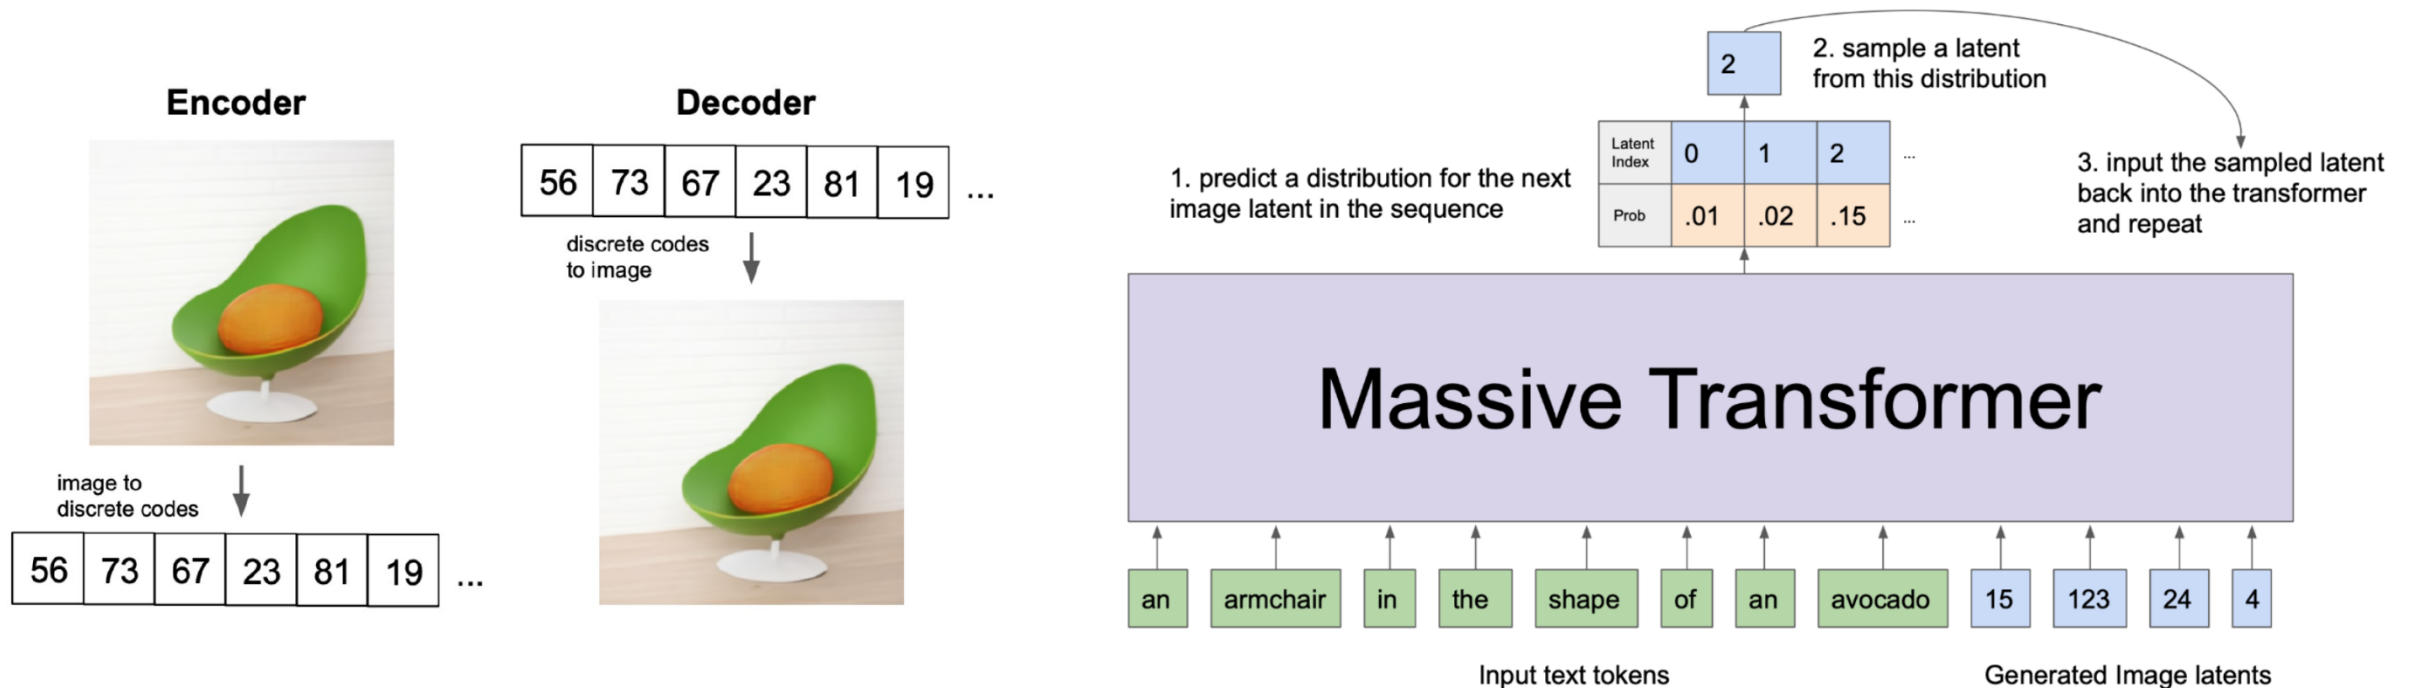 Encoder
image to
discrete codes
56 73 67 23 81 19 ...
Decoder
56 73 67 23 81 19 ...
discrete codes
to image
1. predict a distribution for the next
image latent in the sequence
2
2. sample a latent
from this distribution
Latent
Index
0 1 2 ...
Prob
.01 .02 .15 ...
3. input the sampled latent
back into the transformer
and repeat
Massive Transformer
an armchair in the shape of an avocado 15 123 24 4
Input text tokens
Generated Image latents